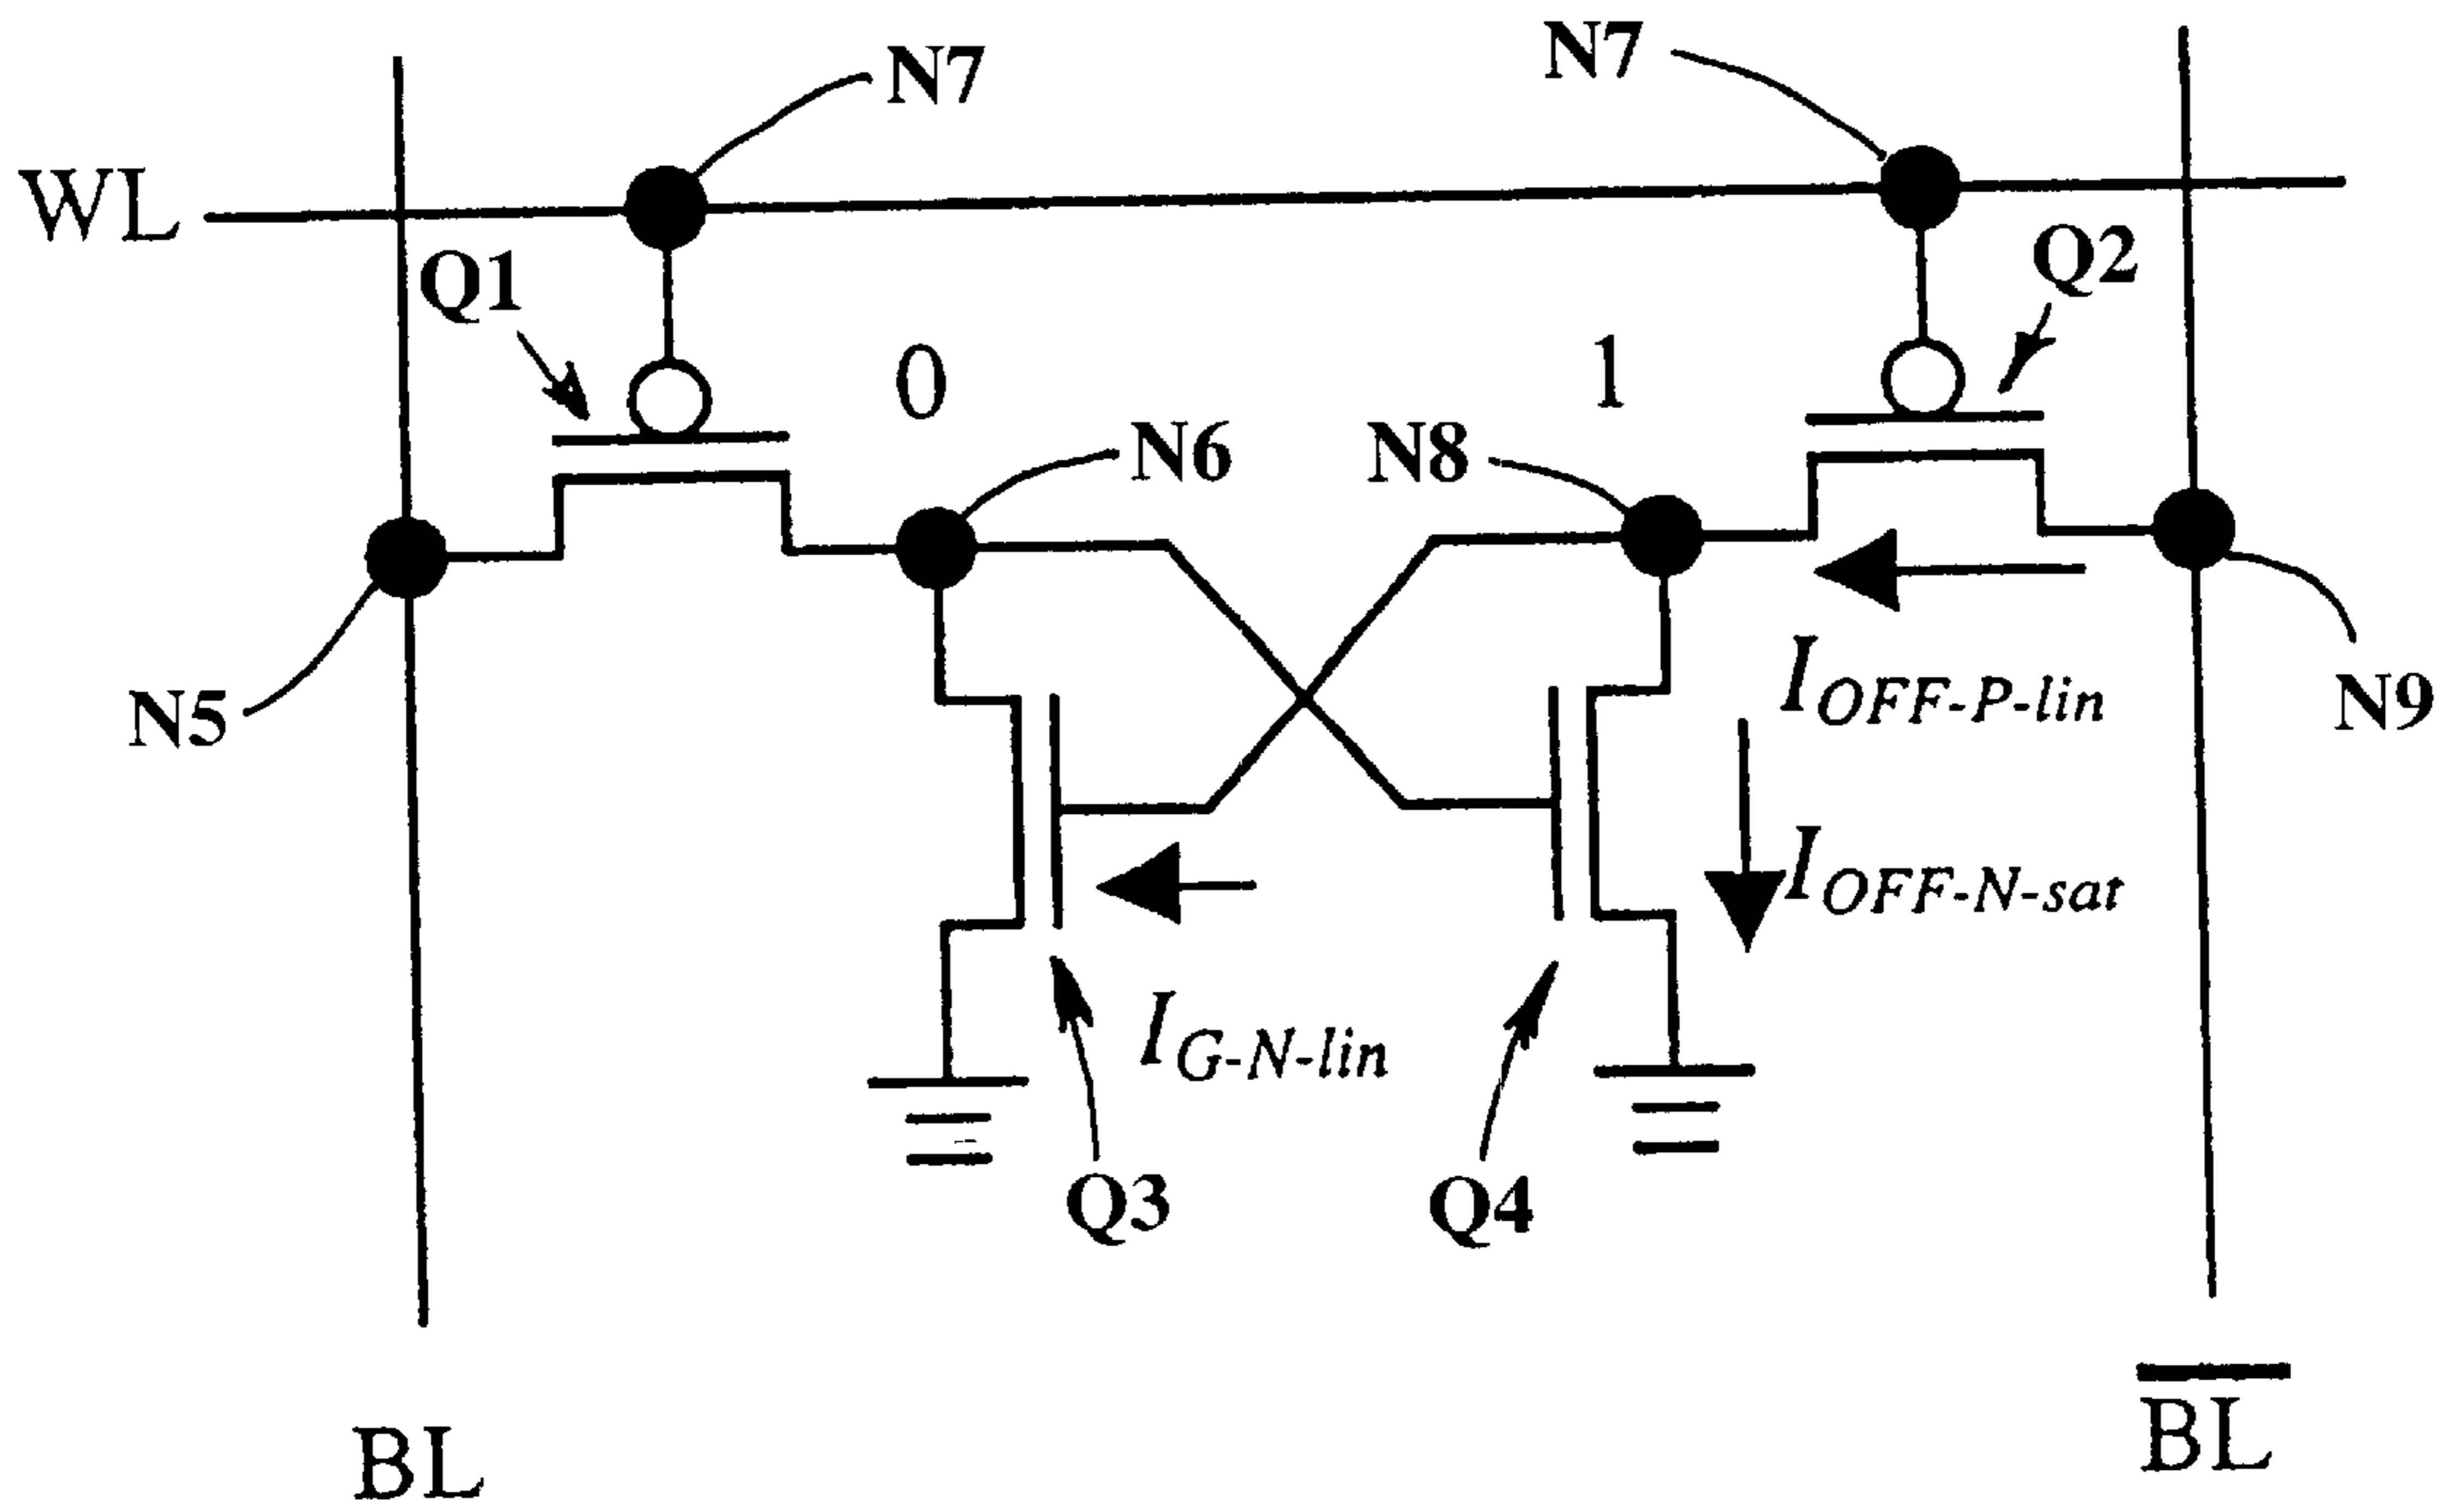 N7
N7
WL
Q1
Q2
0
1
N6
N8
N5
I_OFF-P-lin
N9
I_OFF-N-sat
I_G-N-lin
Q3
Q4
BL
B̅L̅